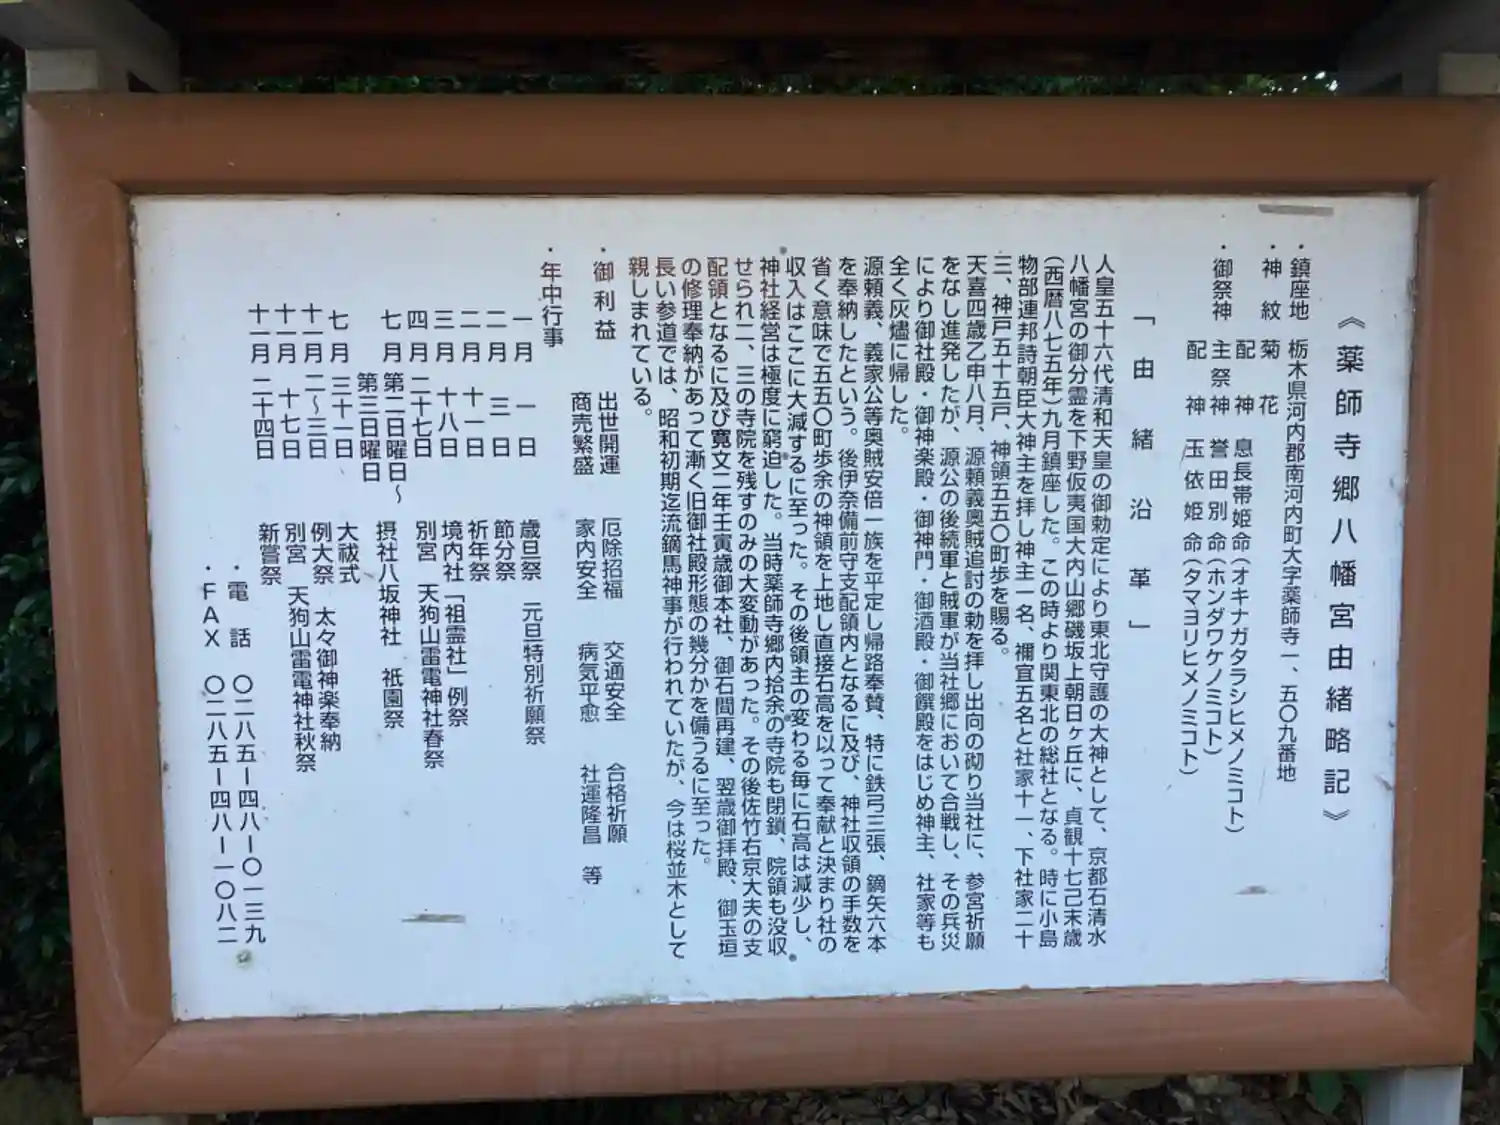 《薬師寺郷八幡宮由緒略記》
・鎮座地 栃木県河内郡南河内町大字薬師寺一、五〇九番地
・神紋 菊花
配神 息長帯姫命(オキナガタラシヒメノミコト)
・御祭神 主祭神 誉田別命(ホンダワケノミコト)
配神 玉依姫命(タマヨリヒメノミコト)
「由緒沿革」
人皇五十六代清和天皇の御勅定により東北守護の大神として、京都石清水
八幡宮の御分霊を下野仮夷国大内山郷磯坂上朝日ヶ丘に、貞観十七己末歳
(西暦八七五年)九月鎮座した。この時より関東北の総社となる。時に小島
物部連邦詩朝臣大神主を拝し神主一名、禰宜五名と社家十一、下社家二十
三、神戸五十五戸、神領五五〇町歩を賜る。
天喜四歳乙申八月、源頼義奥賊追討の勅を拝し出向の砌り当社に、参宮祈願
をなし進発したが、源公の後続軍と賊軍が当社郷において合戦し、その兵災
により御社殿・御神楽殿・御神門・御酒殿・御饌殿をはじめ神主、社家等も
全く灰燼に帰した。
源頼義、義家公等奥賊安倍一族を平定し帰路奉賛、特に鉄弓三張、鏑矢六本
を奉納したという。後伊奈備前守支配領内となるに及び、神社収領の手数を
省く意味で五五〇町歩余の神領を上地し直接石高を以って奉献と決まり社の
収入はここに大減するに至った。その後領主の変わる毎に石高は減少し、
神社経営は極度に窮迫した。当時薬師寺郷内拾余の寺院も閉鎖、院領も没収
せられ二、三の寺院を残すのみの大変動があった。その後佐竹右京大夫の支
配領となるに及び寛文二年壬寅歳御本社、御石間再建、翌歳御拝殿、御玉垣
の修理奉納があって漸く旧御社殿形態の幾分かを備うるに至った。
長い参道では、昭和初期迄流鏑馬神事が行われていたが、今は桜並木として
親しまれている。
・御利益 出世開運 厄除招福 交通安全 合格祈願
商売繁盛 家内安全 病気平愈 社運隆昌 等
・年中行事
一月 一日 歳旦祭 元旦特別祈願祭
二月 三日 節分祭
二月 十一日 祈年祭
三月 十八日 境内社「祖霊社」例祭
四月 二十七日 別宮 天狗山雷電神社春祭
七月 第二日曜日〜 摂社八坂神社 祇園祭
第三日曜日
七月 三十一日 大祓式
十一月 二〜三日 例大祭 太々御神楽奉納
十一月 十七日 別宮 天狗山雷電神社秋祭
十一月 二十四日 新嘗祭
・電話 〇二八五ー四八ー〇一三九
・FAX 〇二八五ー四八ー一〇八二